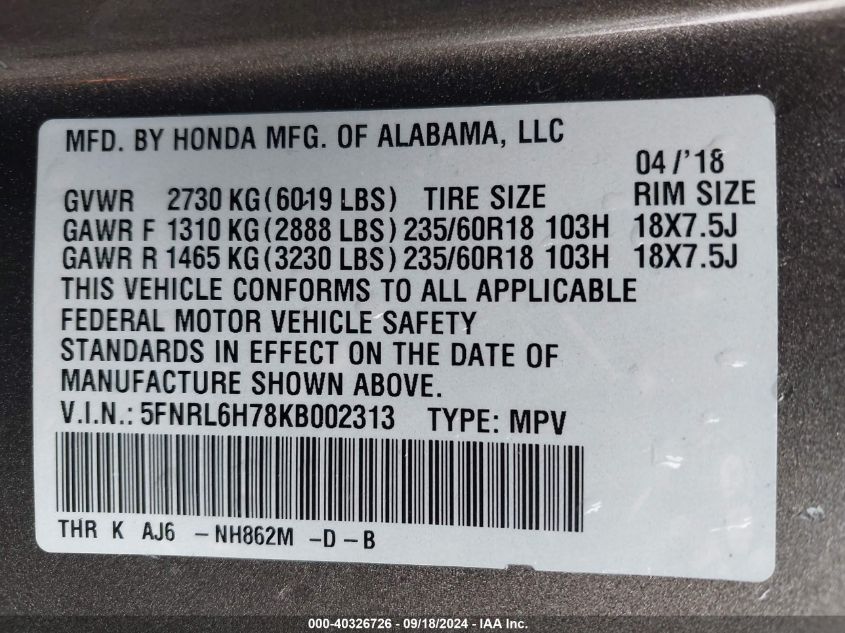 MFD. BY HONDA MFG. OF ALABAMA, LLC
04/'18
GVWR 2730 KG(6019 LBS) TIRE SIZE RIM SIZE
GAWR F 1310 KG(2888 LBS) 235/60R18 103H 18X7.5J
GAWR R 1465 KG(3230 LBS) 235/60R18 103H 18X7.5J
THIS VEHICLE CONFORMS TO ALL APPLICABLE
FEDERAL MOTOR VEHICLE SAFETY
STANDARDS IN EFFECT ON THE DATE OF
MANUFACTURE SHOWN ABOVE.
V.I.N.: 5FNRL6H78KB002313 TYPE: MPV
THR K AJ6 -NH862M -D-B
000-40326726 - 09/18/2024 - IAA Holdings, LLC.